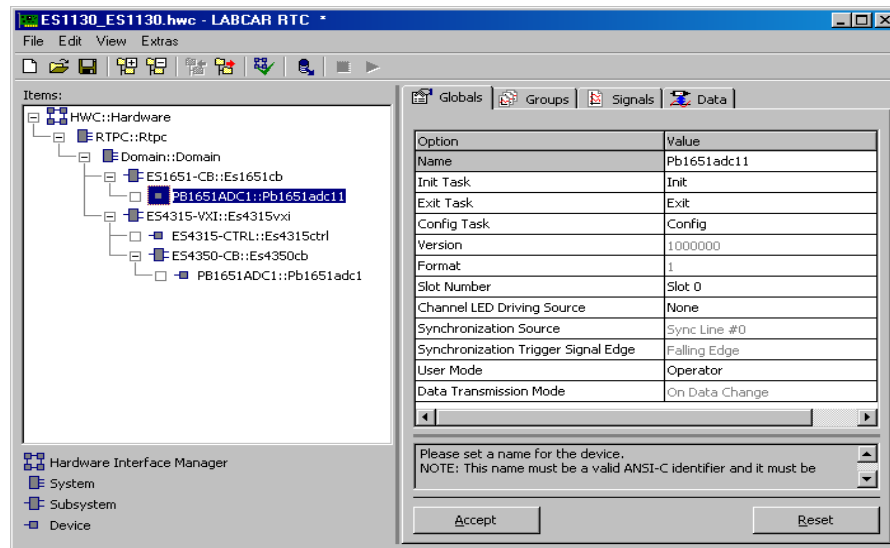 ES1130_ES1130.hwc - LABCAR RTC *
File Edit View Extras
Items:
HWC::Hardware
RTPC::Rtpc
Domain::Domain
ES1651-CB::Es1651cb
PB1651ADC1::Pb1651adc11
ES4315-VXI::Es4315vxi
ES4315-CTRL::Es4315ctrl
ES4350-CB::Es4350cb
PB1651ADC1::Pb1651adc1
Hardware Interface Manager
System
Subsystem
Device
Globals Groups Signals Data
Option Value
Name Pb1651adc11
Init Task Init
Exit Task Exit
Config Task Config
Version 1000000
Format 1
Slot Number Slot 0
Channel LED Driving Source None
Synchronization Source Sync Line #0
Synchronization Trigger Signal Edge Falling Edge
User Mode Operator
Data Transmission Mode On Data Change
Please set a name for the device.
NOTE: This name must be a valid ANSI-C identifier and it must be
Accept Reset